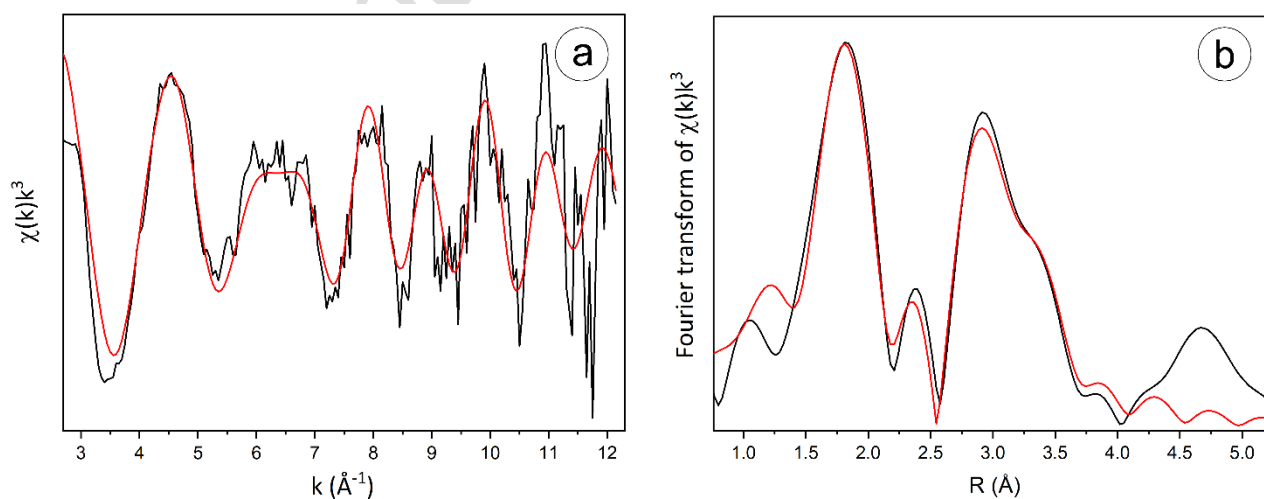 a
χ(k)k³
3 4 5 6 7 8 9 10 11 12
k (Å⁻¹)
b
Fourier transform of χ(k)k³
1.0 1.5 2.0 2.5 3.0 3.5 4.0 4.5 5.0
R (Å)